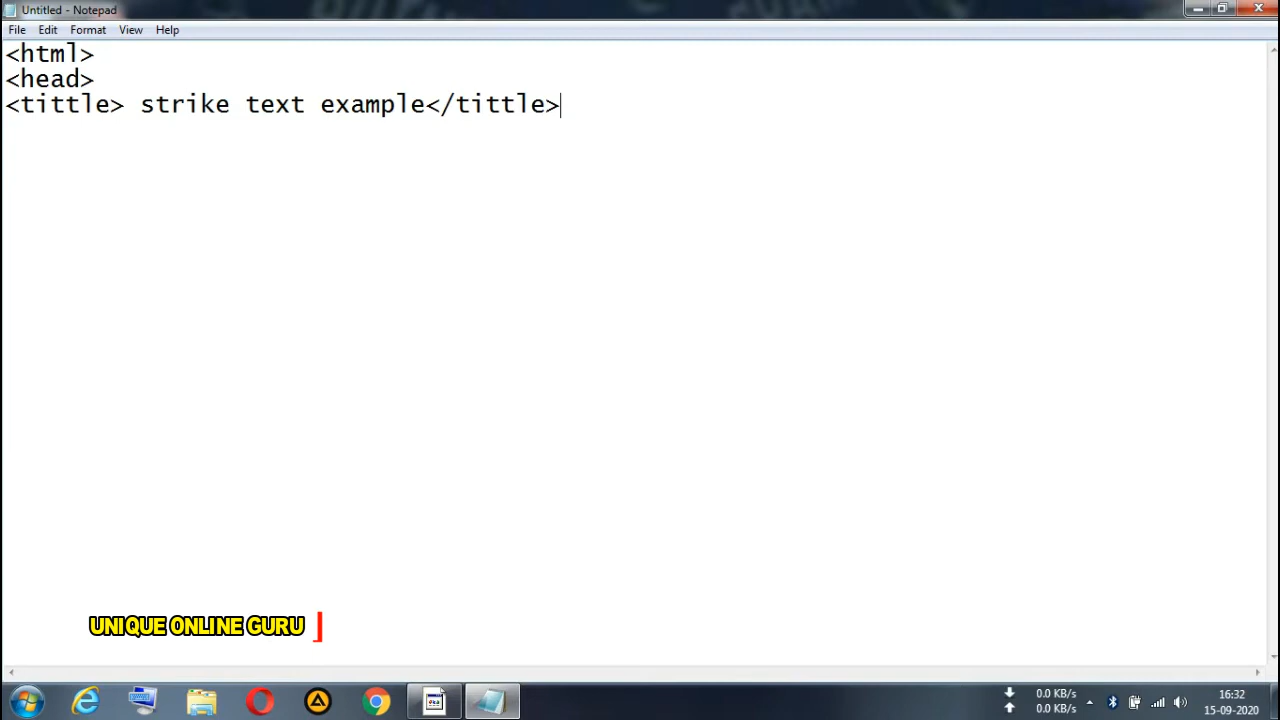 Untitled - Notepad
File Edit Format View Help
<html>
<head>
<tittle> strike text example</tittle>
UNIQUE ONLINE GURU
0.0 KB/s
0.0 KB/s
16:32
15-09-2020